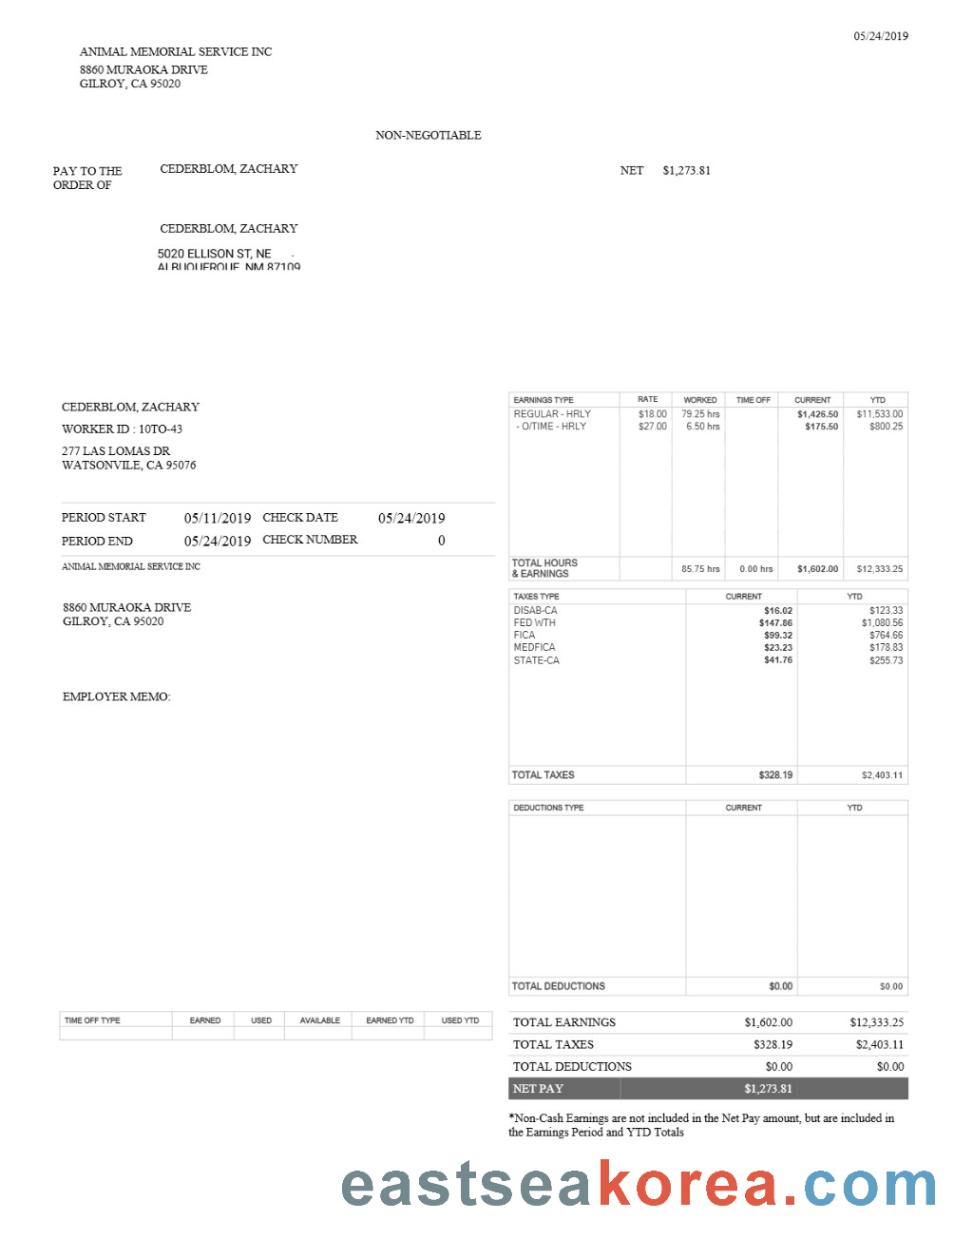 05/24/2019
ANIMAL MEMORIAL SERVICE INC
8860 MURAOKA DRIVE
GILROY, CA 95020
NON-NEGOTIABLE
PAY TO THE ORDER OF
CEDERBLOM, ZACHARY
NET $1,273.81
CEDERBLOM, ZACHARY
5020 ELLISON ST, NE
ALBUQUERQUE, NM 87109
CEDERBLOM, ZACHARY
WORKER ID : 10TO-43
277 LAS LOMAS DR
WATSONVILE, CA 95076
PERIOD START 05/11/2019 CHECK DATE 05/24/2019
PERIOD END 05/24/2019 CHECK NUMBER 0
ANIMAL MEMORIAL SERVICE INC
8860 MURAOKA DRIVE
GILROY, CA 95020
EMPLOYER MEMO:
TIME OFF TYPE EARNED USED AVAILABLE EARNED YTD USED YTD
EARNINGS TYPE RATE WORKED TIME OFF CURRENT YTD
REGULAR - HRLY $18.00 79.25 hrs $1,426.50 $11,533.00
- O/TIME - HRLY $27.00 6.50 hrs $175.50 $800.25
TOTAL HOURS & EARNINGS 85.75 hrs 0.00 hrs $1,602.00 $12,333.25
TAXES TYPE CURRENT YTD
DISAB-CA $16.02 $123.33
FED WTH $147.86 $1,080.56
FICA $99.32 $764.66
MEDFICA $23.23 $178.83
STATE-CA $41.76 $255.73
TOTAL TAXES $328.19 $2,403.11
DEDUCTIONS TYPE CURRENT YTD
TOTAL DEDUCTIONS $0.00 $0.00
TOTAL EARNINGS $1,602.00 $12,333.25
TOTAL TAXES $328.19 $2,403.11
TOTAL DEDUCTIONS $0.00 $0.00
NET PAY $1,273.81
*Non-Cash Earnings are not included in the Net Pay amount, but are included in
the Earnings Period and YTD Totals
eastseakorea.com